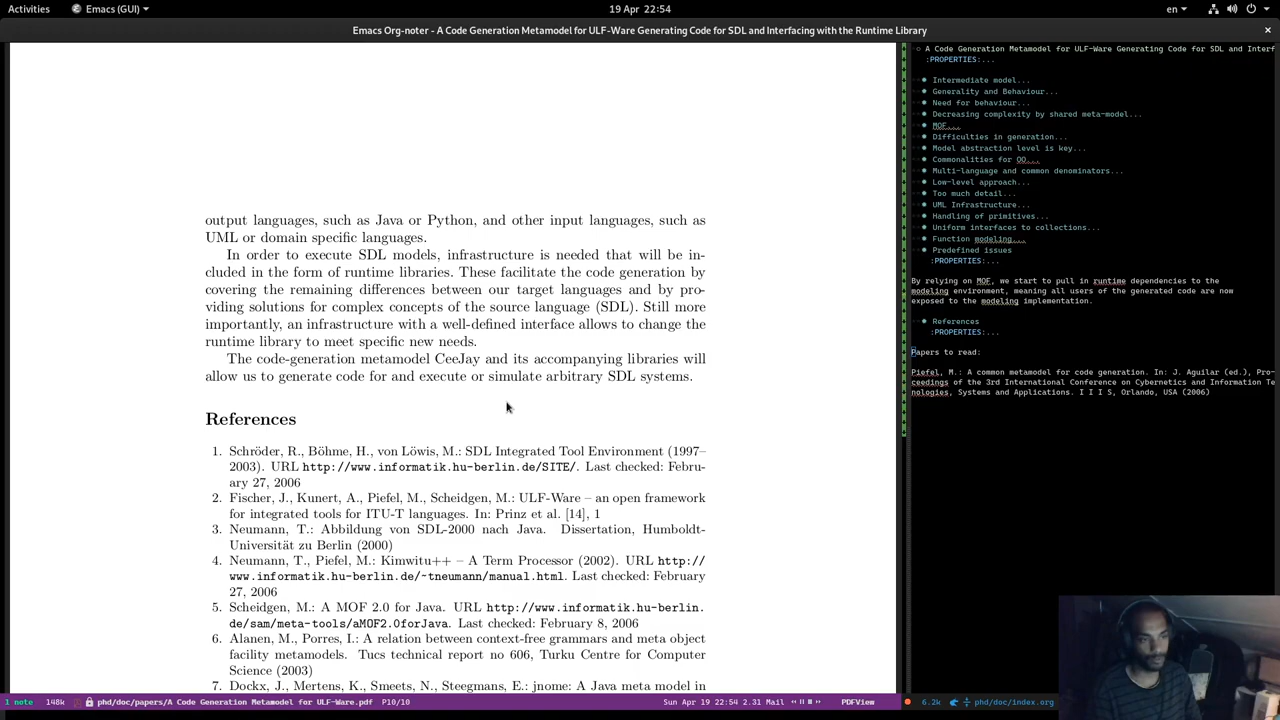 Activities
Emacs (GUI)
19 Apr 22:54
en
Emacs Org-noter - A Code Generation Metamodel for ULF-Ware Generating Code for SDL and Interfacing with the Runtime Library
output languages, such as Java or Python, and other input languages, such as
UML or domain specific languages.
In order to execute SDL models, infrastructure is needed that will be in-
cluded in the form of runtime libraries. These facilitate the code generation by
covering the remaining differences between our target languages and by pro-
viding solutions for complex concepts of the source language (SDL). Still more
importantly, an infrastructure with a well-defined interface allows to change the
runtime library to meet specific new needs.
The code-generation metamodel CeeJay and its accompanying libraries will
allow us to generate code for and execute or simulate arbitrary SDL systems.
References
1. Schröder, R., Böhme, H., von Löwis, M.: SDL Integrated Tool Environment (1997–
2003). URL http://www.informatik.hu-berlin.de/SITE/. Last checked: Febru-
ary 27, 2006
2. Fischer, J., Kunert, A., Piefel, M., Scheidgen, M.: ULF-Ware – an open framework
for integrated tools for ITU-T languages. In: Prinz et al. [14], 1
3. Neumann, T.: Abbildung von SDL-2000 nach Java. Dissertation, Humboldt-
Universität zu Berlin (2000)
4. Neumann, T., Piefel, M.: Kimwitu++ – A Term Processor (2002). URL http://
www.informatik.hu-berlin.de/~tneumann/manual.html. Last checked: February
27, 2006
5. Scheidgen, M.: A MOF 2.0 for Java. URL http://www.informatik.hu-berlin.
de/sam/meta-tools/aMOF2.0forJava. Last checked: February 8, 2006
6. Alanen, M., Porres, I.: A relation between context-free grammars and meta object
facility metamodels. Tucs technical report no 606, Turku Centre for Computer
Science (2003)
7. Dockx, J., Mertens, K., Smeets, N., Steegmans, E.: jnome: A Java meta model in
A Code Generation Metamodel for ULF-Ware Generating Code for SDL and Interf
:PROPERTIES:...
Intermediate model...
Generality and Behaviour...
Need for behaviour...
Decreasing complexity by shared meta-model...
MOF...
Difficulties in generation...
Model abstraction level is key...
Commonalities for OO...
Multi-language and common denominators...
Low-level approach...
Too much detail...
UML Infrastructure...
Handling of primitives...
Uniform interfaces to collections...
Function modeling...
Predefined issues
:PROPERTIES:...
By relying on MOF, we start to pull in runtime dependencies to the
modeling environment, meaning all users of the generated code are now
exposed to the modeling implementation.
References
:PROPERTIES:...
Papers to read:
Piefel, M.: A common metamodel for code generation. In: J. Aguilar (ed.), Pro-
ceedings of the 3rd International Conference on Cybernetics and Information Te
nologies, Systems and Applications. I I I S, Orlando, USA (2006)
1 note 148k phd/doc/papers/A Code Generation Metamodel for ULF-Ware.pdf P10/10 Sun Apr 19 22:54 2.31 Mail PDFView
6.2k phd/doc/index.org